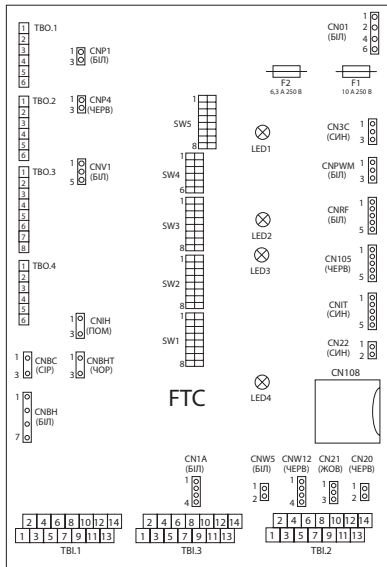 TBO.1
1
2
3
4
5
6
1
3
CNP1
(БІЛ)
CN01
(БІЛ)
1
2
4
6
F2
6,3 А 250 В
F1
10 А 250 В
TBO.2
1
2
3
4
5
6
1
3
CNP4
(ЧЕРВ)
1
SW5
8
LED1
CN3C
(СИН)
1
3
TBO.3
1
2
3
4
5
6
7
8
CNV1
(БІЛ)
1
5
SW4
1
6
CNPWM
(БІЛ)
1
3
SW3
1
8
LED2
CNRF
(БІЛ)
1
5
LED3
TBO.4
1
2
3
4
5
6
SW2
1
8
CN105
(ЧЕРВ)
1
5
CNIH
(ПОМ)
1
3
SW1
1
8
CNIT
(СИН)
1
5
CNBC
(СІР)
1
3
CNBHT
(ЧОР)
1
3
CN22
(СИН)
1
2
CNBH
(БІЛ)
1
7
FTC
LED4
CN108
CN1A
(БІЛ)
1
4
CNW5
(БІЛ)
1
2
CNW12
(ЧЕРВ)
1
4
CN21
(ЖОВ)
1
3
CN20
(ЧЕРВ)
1
2
2 4 6 8 10 12 14
1 3 5 7 9 11 13
TBI.1
2 4 6 8 10 12 14
1 3 5 7 9 11 13
TBI.3
2 4 6 8 10 12 14
1 3 5 7 9 11 13
TBI.2